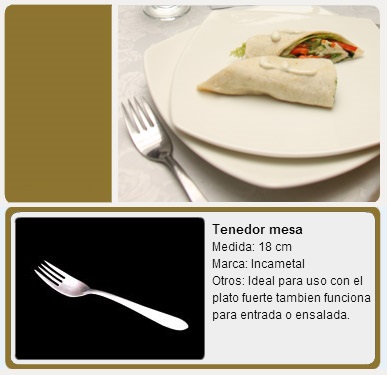 Tenedor mesa
Medida: 18 cm
Marca: Incametal
Otros: Ideal para uso con el
plato fuerte tambien funciona
para entrada o ensalada.